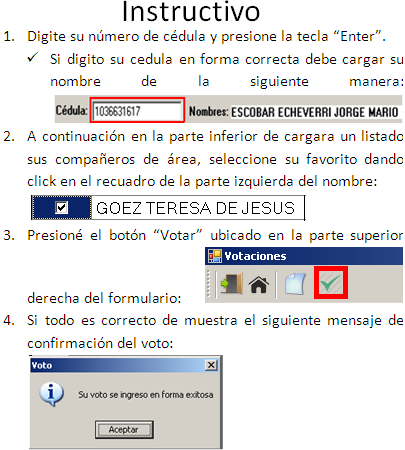 Instructivo
1. Digite su número de cédula y presione la tecla “Enter”.
✓ Si digito su cedula en forma correcta debe cargar su
nombre de la siguiente manera:
Cédula: 1036631617 Nombres: ESCOBAR ECHEVERRI JORGE MARIO
2. A continuación en la parte inferior de cargara un listado
sus compañeros de área, seleccione su favorito dando
click en el recuadro de la parte izquierda del nombre:
GOEZ TERESA DE JESUS
3. Presioné el botón “Votar” ubicado en la parte superior
Votaciones
derecha del formulario:
4. Si todo es correcto de muestra el siguiente mensaje de
confirmación del voto:
Voto
Su voto se ingreso en forma exitosa
Aceptar